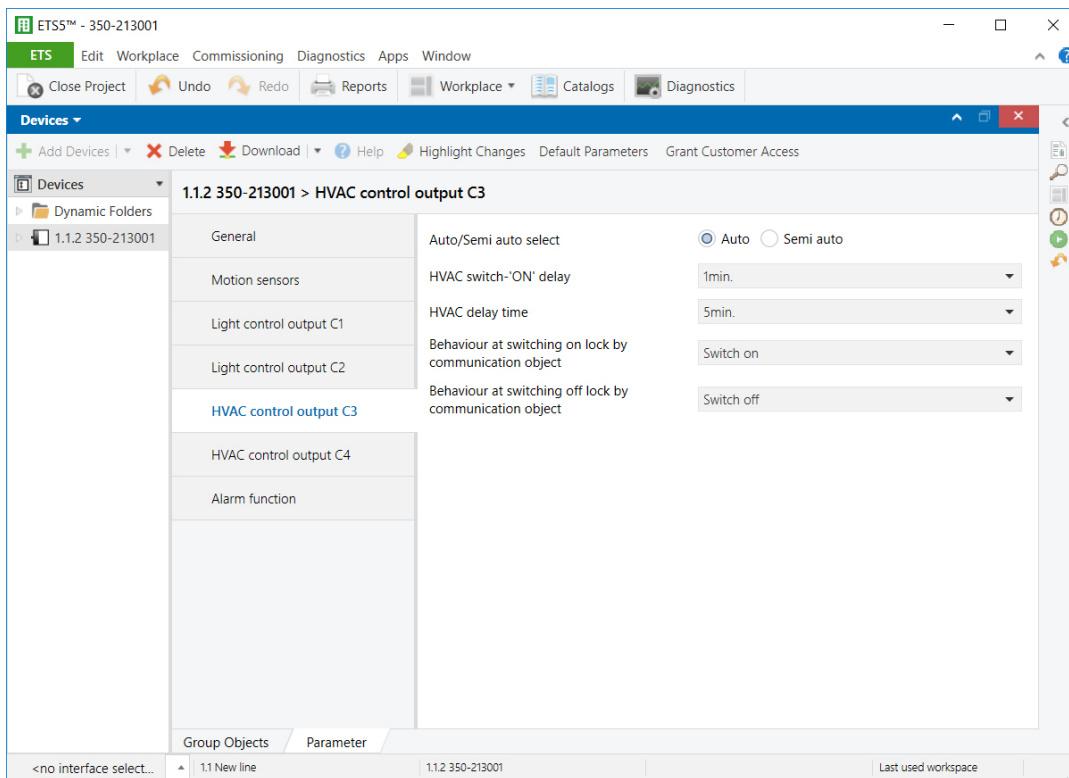 ETS5™ - 350-213001
ETS Edit Workplace Commissioning Diagnostics Apps Window
Close Project Undo Redo Reports Workplace Catalogs Diagnostics
Devices
Add Devices Delete Download Help Highlight Changes Default Parameters Grant Customer Access
Devices
Dynamic Folders
1.1.2 350-213001
1.1.2 350-213001 > HVAC control output C3
General
Motion sensors
Light control output C1
Light control output C2
HVAC control output C3
HVAC control output C4
Alarm function
Auto/Semi auto select Auto Semi auto
HVAC switch-'ON' delay 1min.
HVAC delay time 5min.
Behaviour at switching on lock by
communication object
Switch on
Behaviour at switching off lock by
communication object
Switch off
Group Objects Parameter
<no interface select... 1.1 New line 1.1.2 350-213001 Last used workspace